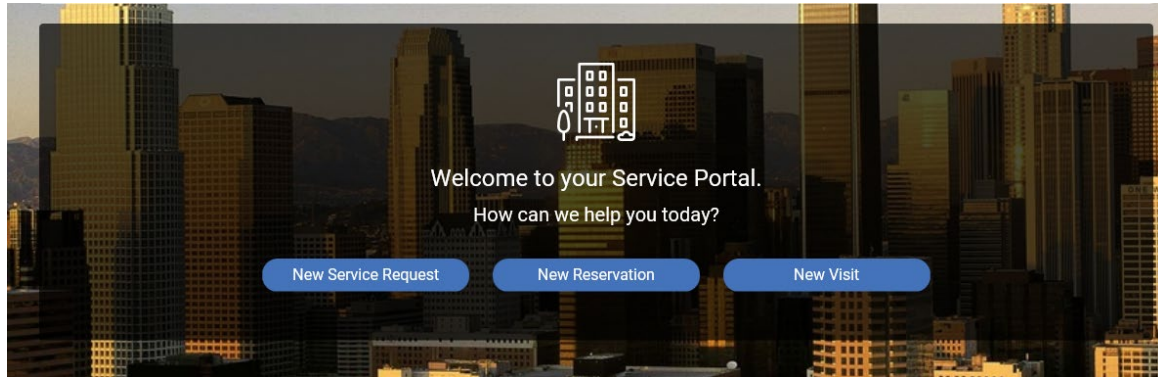 Welcome to your Service Portal.
How can we help you today?
New Service Request
New Reservation
New Visit